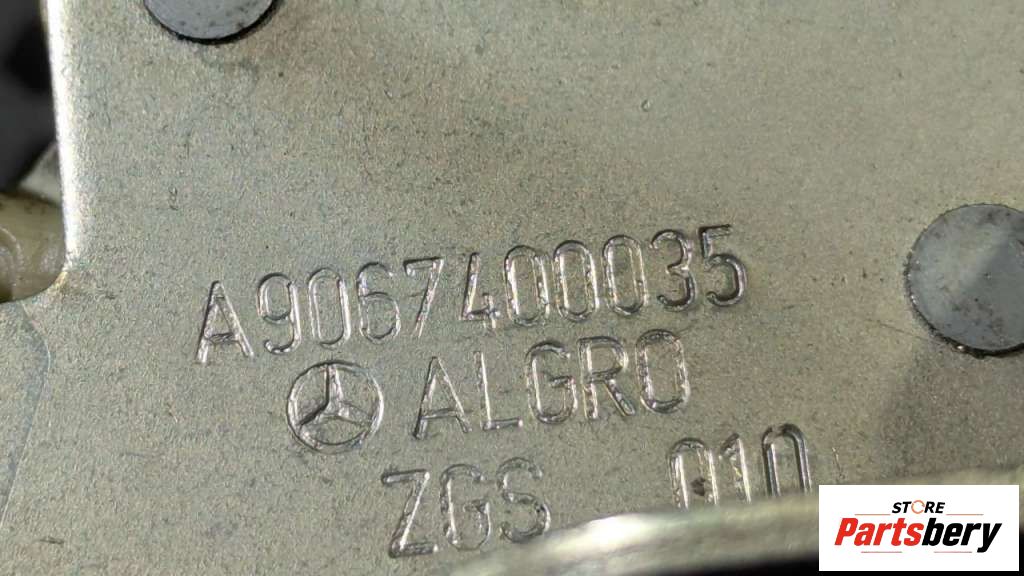 A9067400035
ALGRO
ZGS 010
STORE
Partsbery